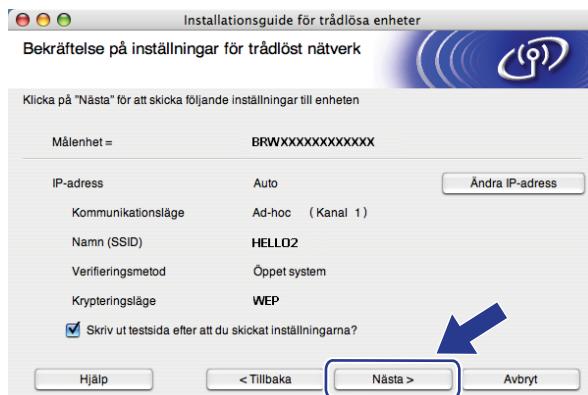 Installationsguide för trådlösa enheter
Bekräftelse på inställningar för trådlöst nätverk
Klicka på "Nästa" för att skicka följande inställningar till enheten
Målenhet = BRWXXXXXXXXXXXX
IP-adress Auto Ändra IP-adress
Kommunikationsläge Ad-hoc (Kanal 1)
Namn (SSID) HELLO2
Verifieringsmetod Öppet system
Krypteringsläge WEP
Skriv ut testsida efter att du skickat inställningarna?
Hjälp < Tillbaka Nästa > Avbryt